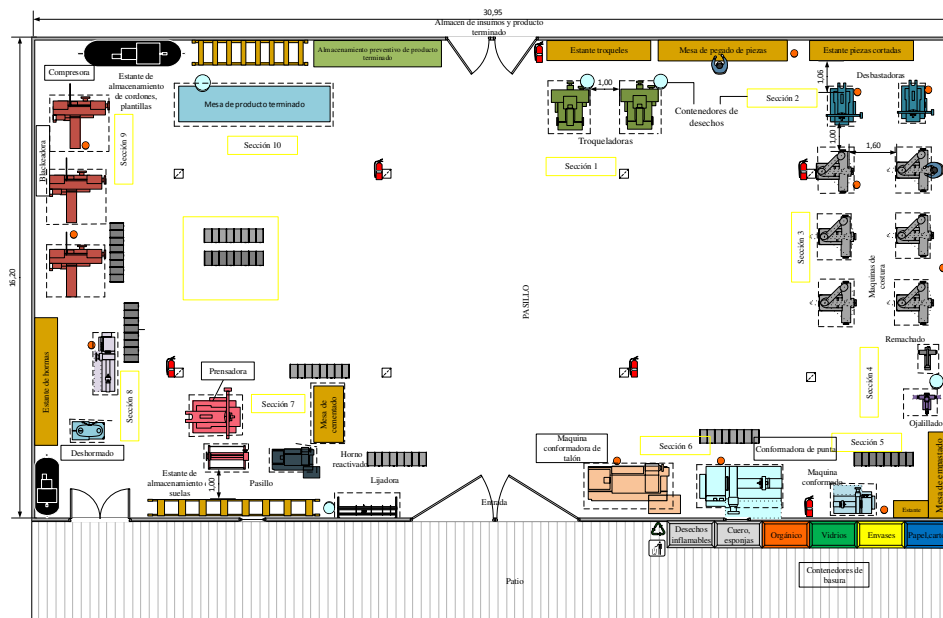 30,95
Almacen de insumos y producto
terminado
Almacenamiento preventivo de producto
terminado
Estante troqueles
Mesa de pegado de piezas
Estante piezas cortadas
Compresora
Estante de
almacenamiento
de cordones,
plantillas
Mesa de producto terminado
1,00
Contenedores de
desechos
Sección 2
1,06
Desbastadoras
Sección 9
Sección 10
Troqueladoras
Sección 1
1,00
1,60
Sección 3
Maquinas de
costura
16,20
PASILLO
Remachado
Sección 4
Ojalillado
Estante de hormas
Prensadora
Sección 7
Mesa de
cementado
Sección 8
Deshormado
Horno
reactivado
Estante de
almacenamiento
suelas
1,00
Pasillo
Lijadora
Entrada
Maquina
conformadora de
talón
Sección 6
Conformadora de punta
Sección 5
Maquina
conformado
Mesa de empastado
Estante
Desechos
inflamables
Cuero,
esponjas
Orgánico
Vidrios
Envases
Contenedores de
basura
Patio